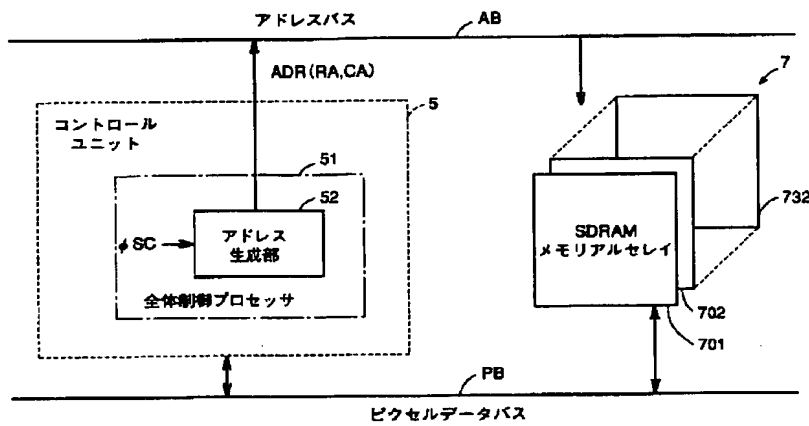 アドレスバス
AB
ADR(RA,CA)
7
5
コントロール
ユニット
51
52
732
φSC
アドレス
生成部
SDRAM
メモリアルセレイ
全体制御プロセッサ
702
701
PB
ピクセルデータバス